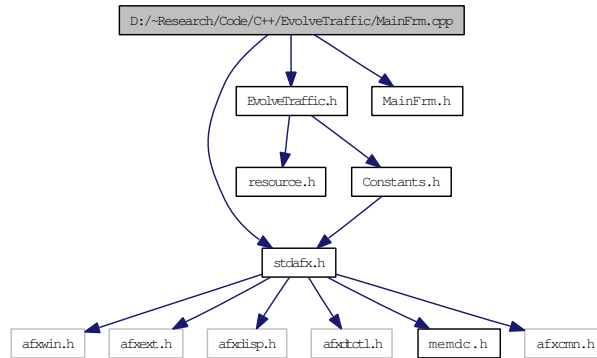 D:/~Research/Code/C++/EvolveTraffic/MainFrm.cpp
EvolveTraffic.h
MainFrm.h
resource.h
Constants.h
stdafx.h
afxwin.h
afxext.h
afxdisp.h
afxdtctl.h
memdc.h
afxcmn.h